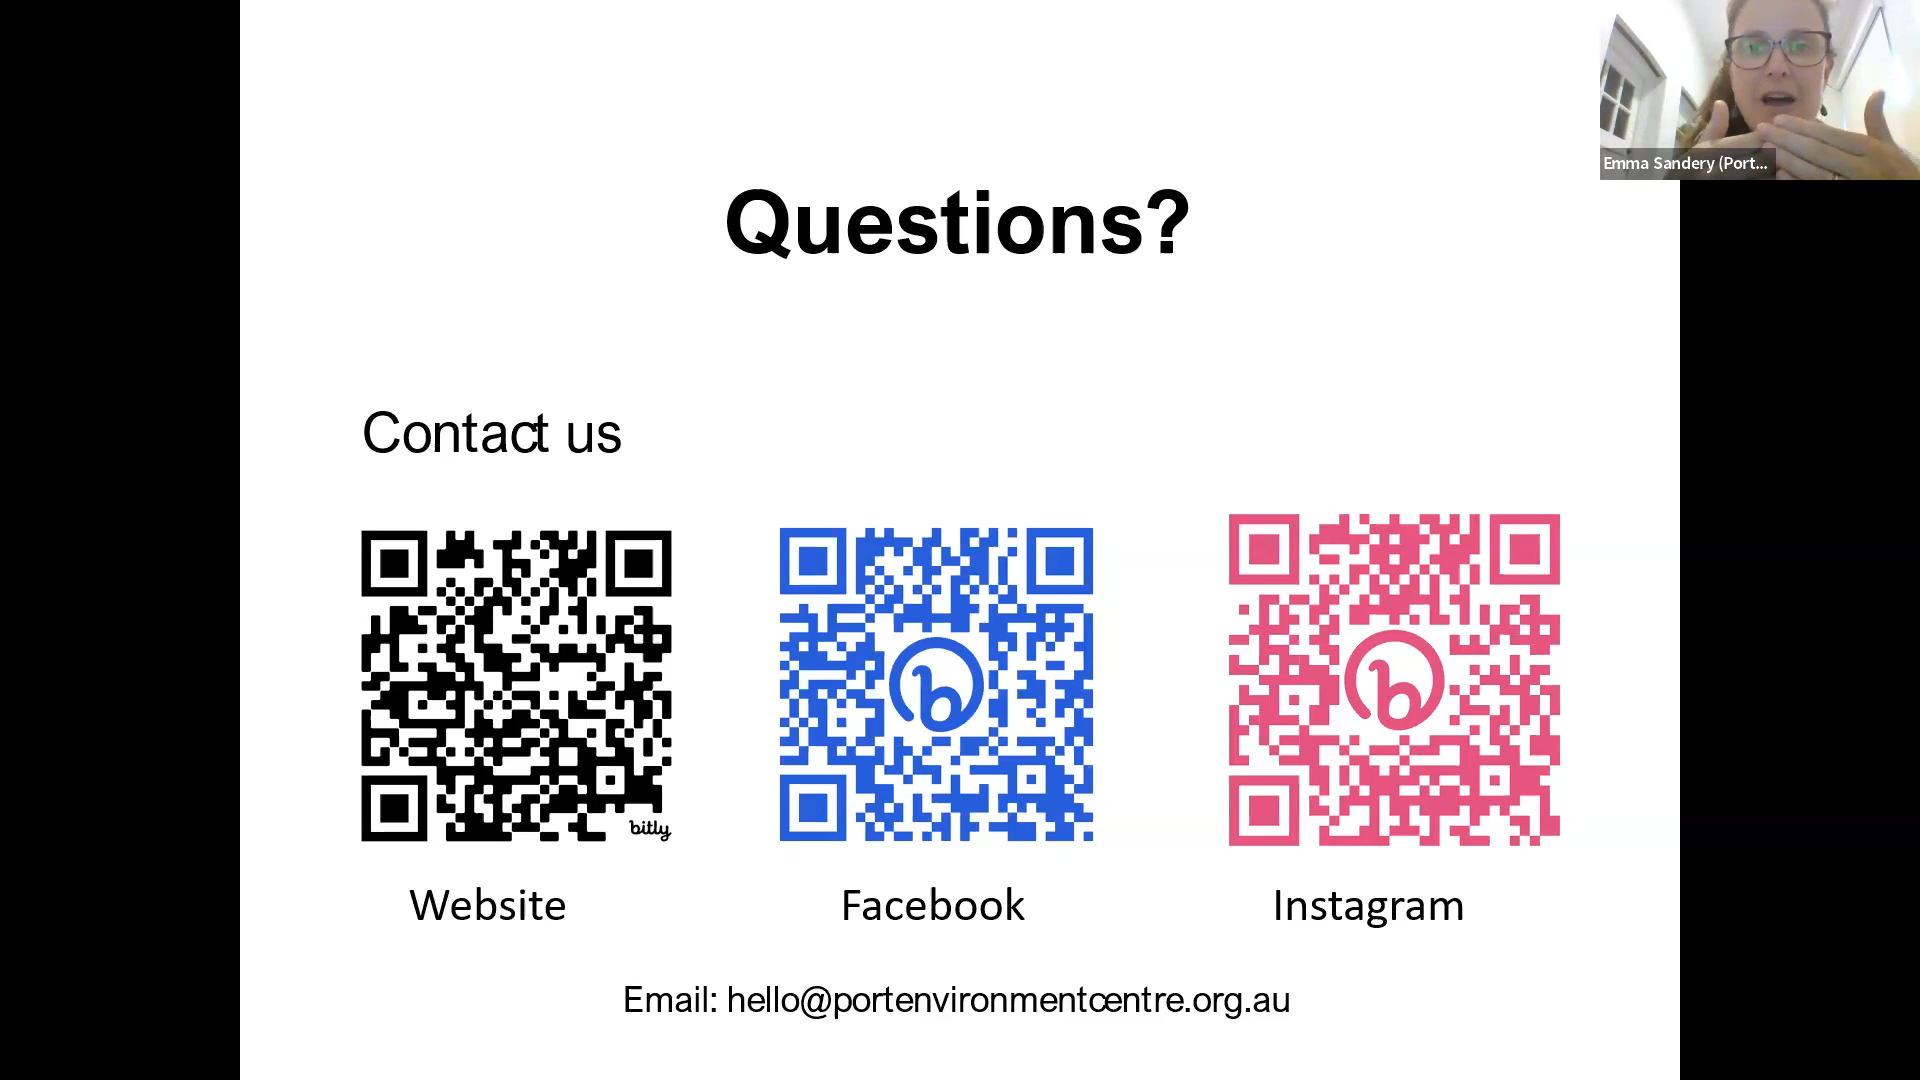 Emma Sandery (Port...
Questions?
Contact us
bitly
Website
Facebook
Instagram
Email: hello@portenvironmentcentre.org.au